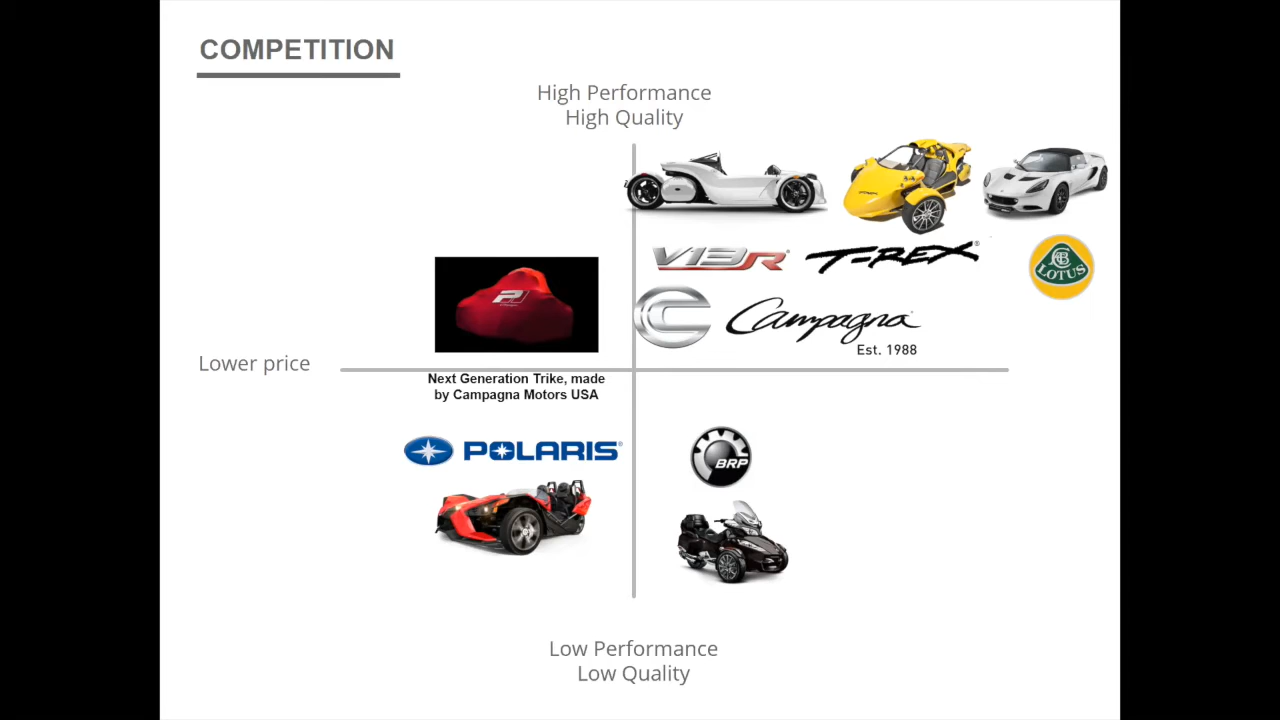 COMPETITION
High Performance
High Quality
V13R
T-REX
LOTUS
Campagna
Est. 1988
Lower price
Next Generation Trike, made
by Campagna Motors USA
POLARIS
BRP
Low Performance
Low Quality